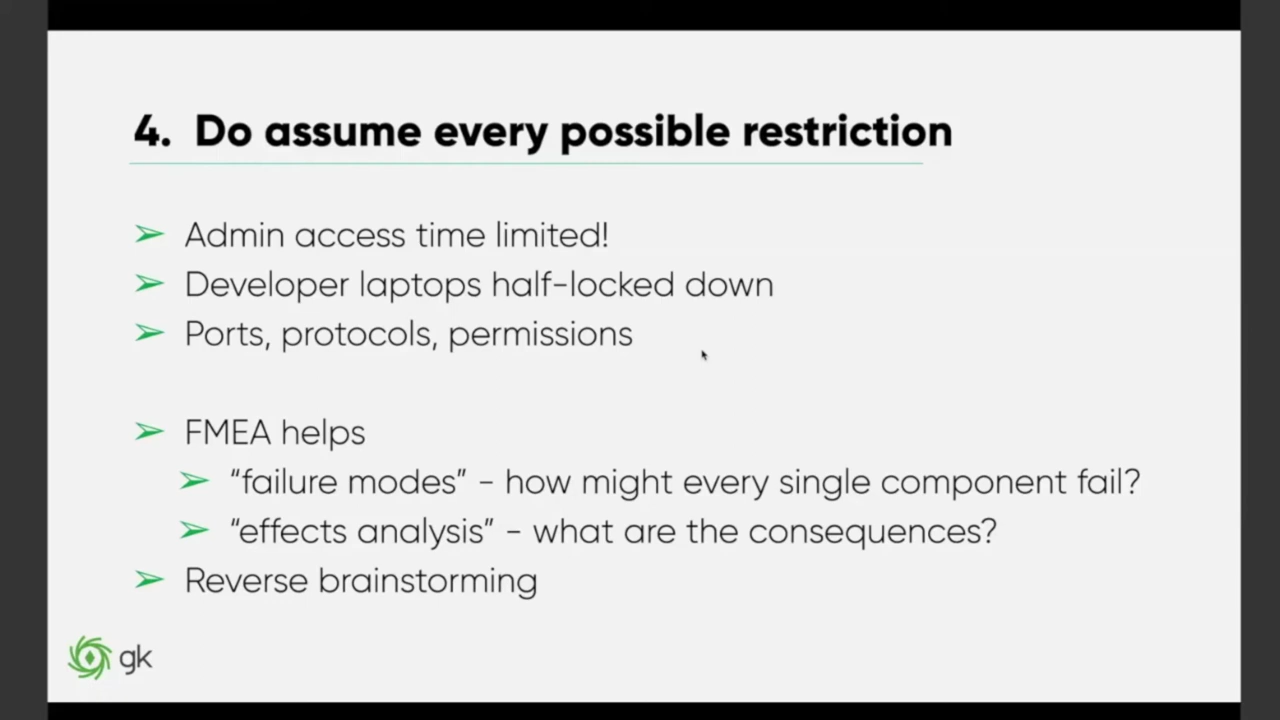 4. Do assume every possible restriction
➢ Admin access time limited!
➢ Developer laptops half-locked down
➢ Ports, protocols, permissions
➢ FMEA helps
➢ “failure modes” - how might every single component fail?
➢ “effects analysis” - what are the consequences?
➢ Reverse brainstorming
gk